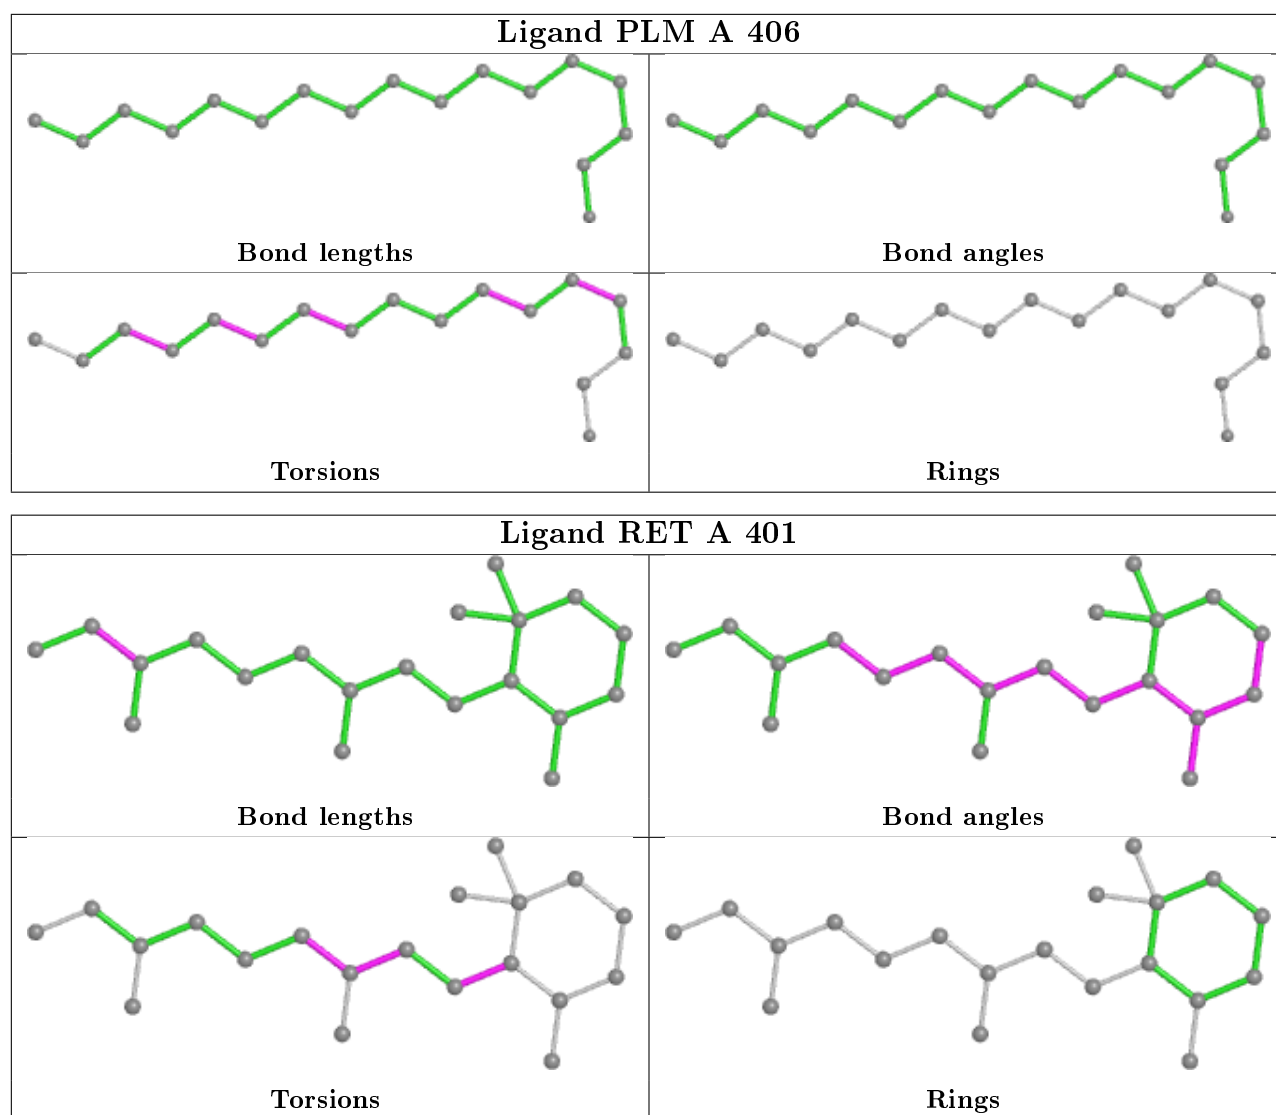 Ligand PLM A 406
Bond lengths
Bond angles
Torsions
Rings
Ligand RET A 401
Bond lengths
Bond angles
Torsions
Rings